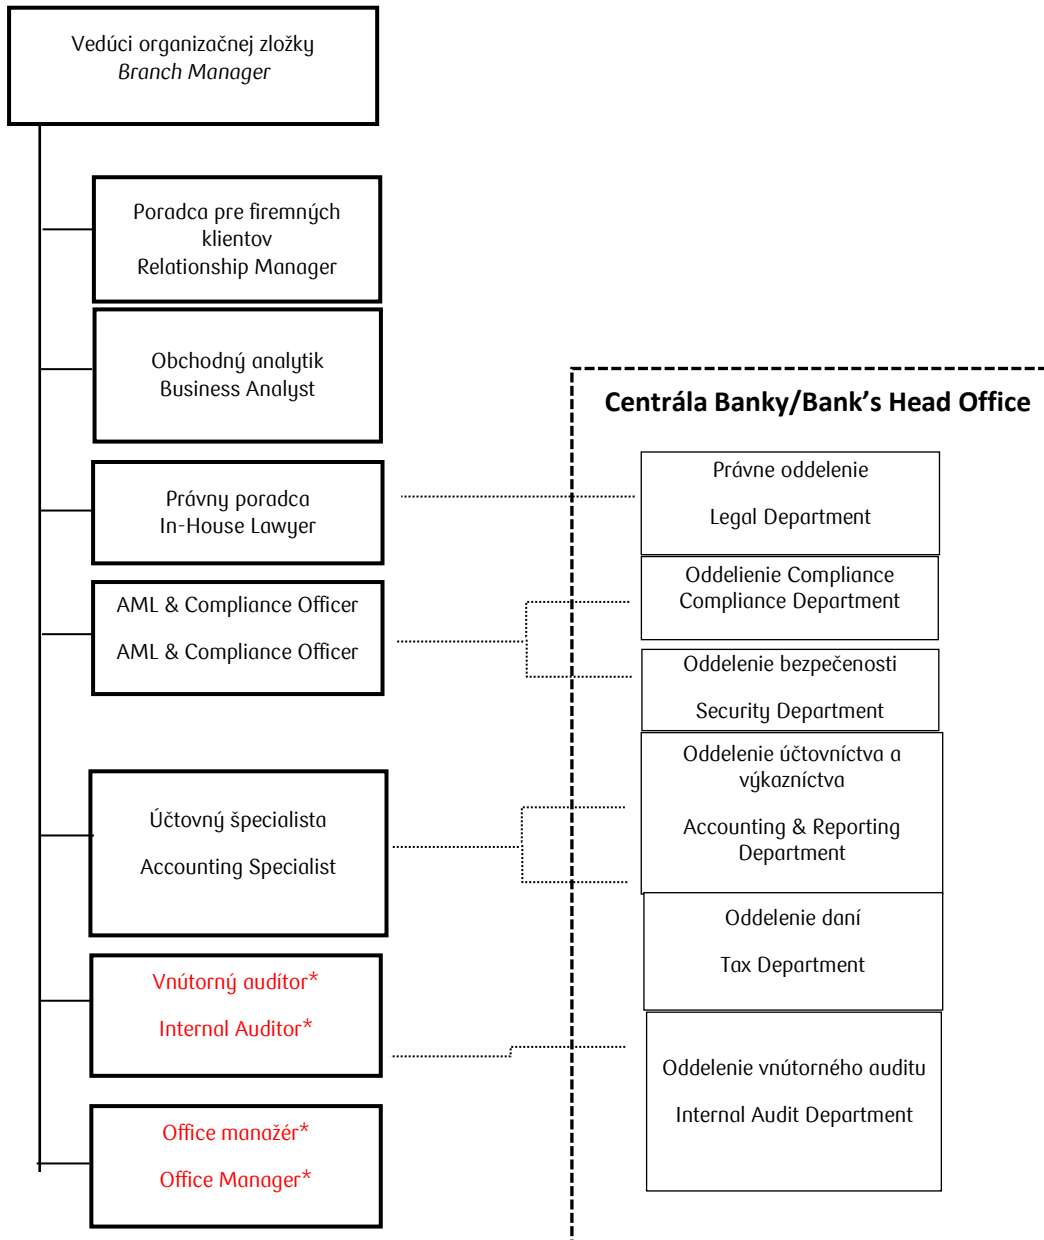 Vedúci organizačnej zložky
Branch Manager
Poradca pre firemných
klientov
Relationship Manager
Obchodný analytik
Business Analyst
Právny poradca
In-House Lawyer
AML & Compliance Officer
AML & Compliance Officer
Účtovný špecialista
Accounting Specialist
Vnútorný audítor*
Internal Auditor*
Office manažér*
Office Manager*
Centrála Banky/Bank’s Head Office
Právne oddelenie
Legal Department
Oddelienie Compliance
Compliance Department
Oddelenie bezpečenosti
Security Department
Oddelenie účtovníctva a
výkazníctva
Accounting & Reporting
Department
Oddelenie daní
Tax Department
Oddelenie vnútorného auditu
Internal Audit Department